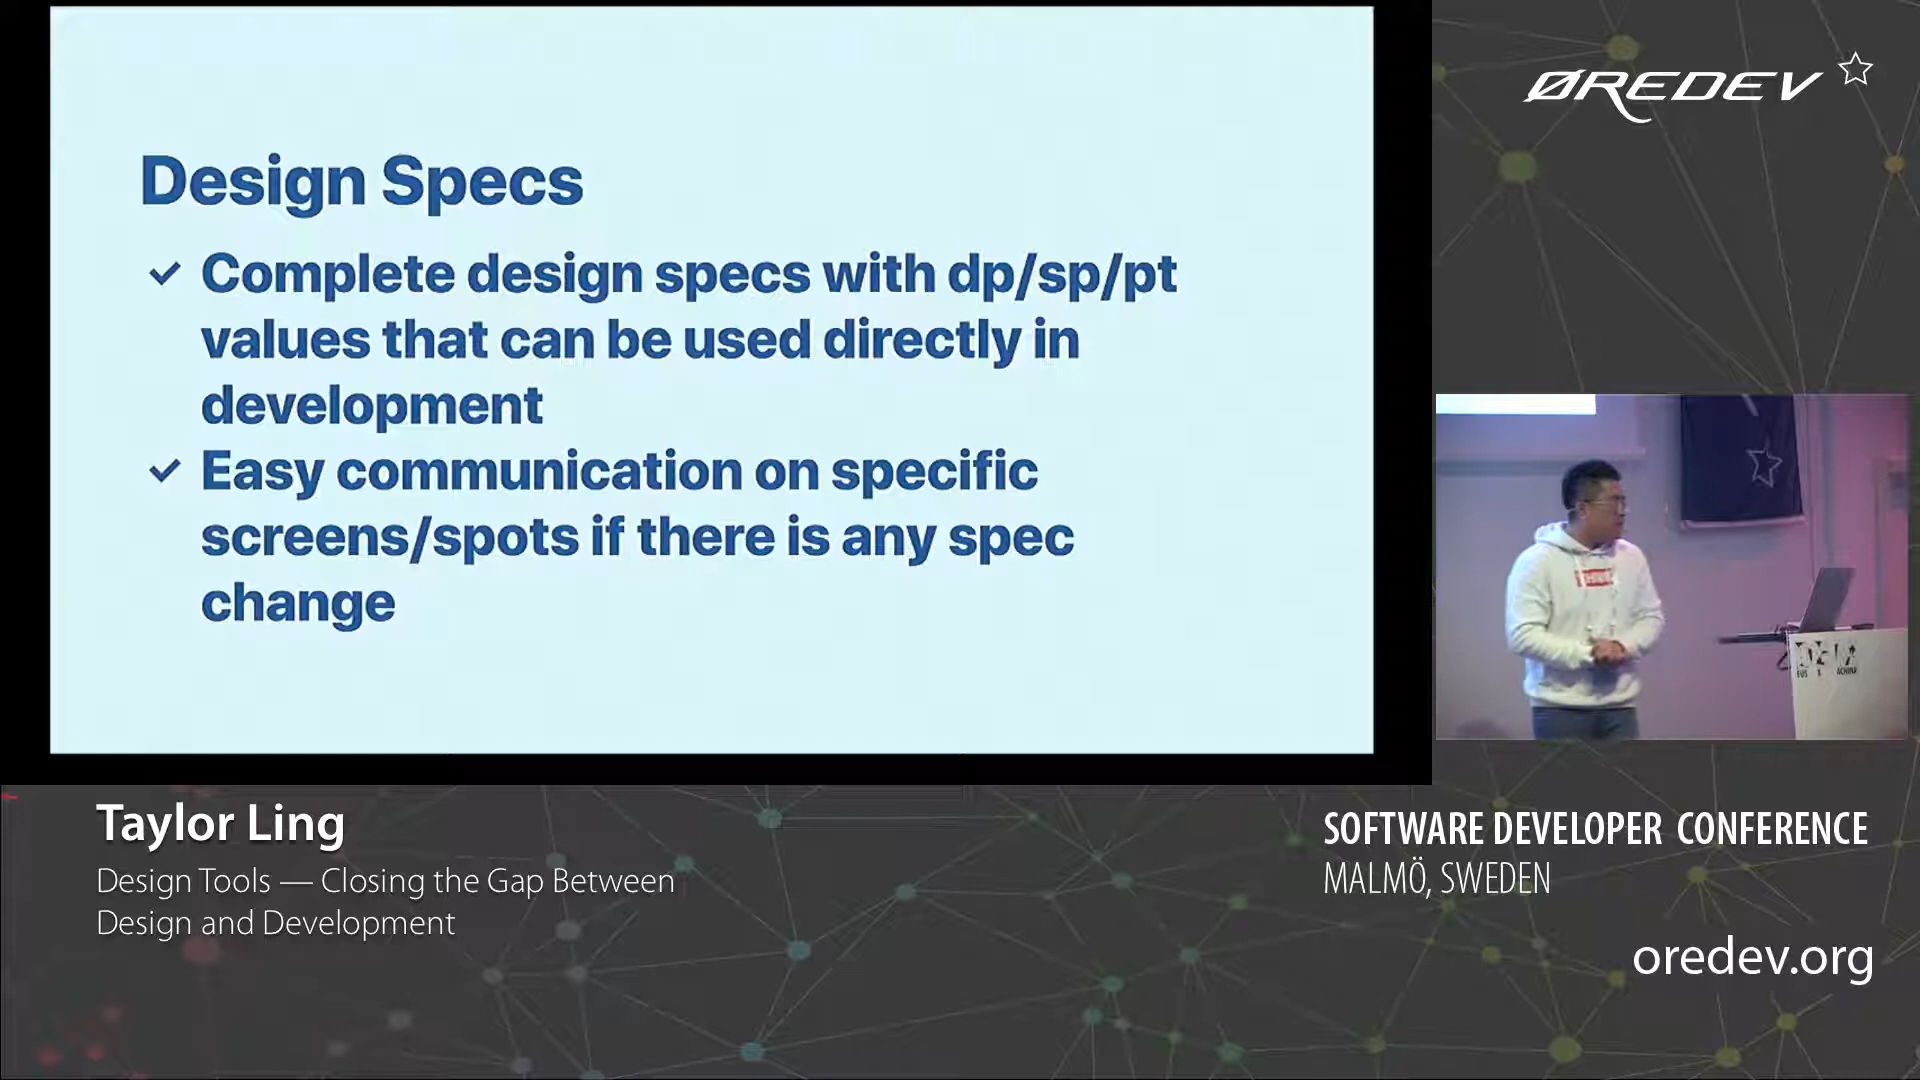 Design Specs
✓ Complete design specs with dp/sp/pt
values that can be used directly in
development
✓ Easy communication on specific
screens/spots if there is any spec
change
ØREDEV
Taylor Ling
Design Tools — Closing the Gap Between
Design and Development
SOFTWARE DEVELOPER CONFERENCE
MALMÖ, SWEDEN
oredev.org